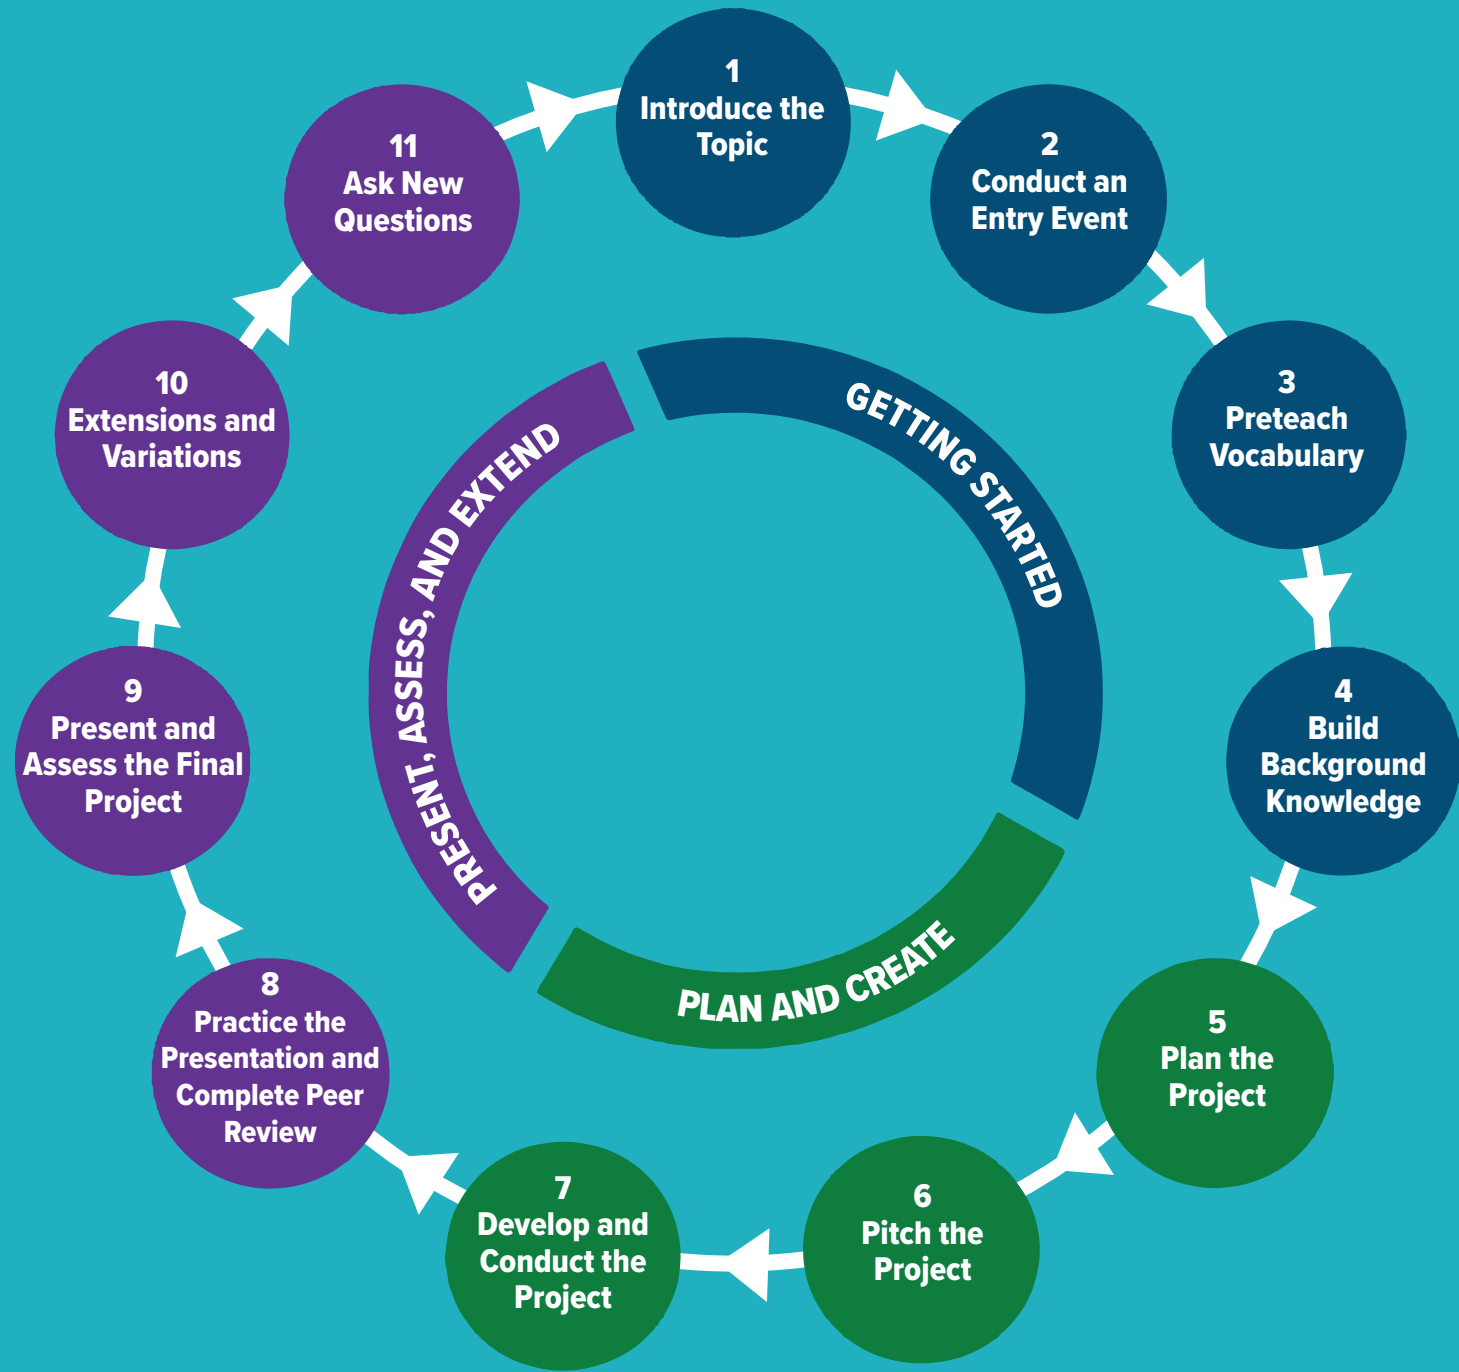 1
Introduce the
Topic
2
Conduct an
Entry Event
3
Preteach
Vocabulary
4
Build
Background
Knowledge
5
Plan the
Project
6
Pitch the
Project
7
Develop and
Conduct the
Project
8
Practice the
Presentation and
Complete Peer
Review
9
Present and
Assess the Final
Project
10
Extensions and
Variations
11
Ask New
Questions
GETTING STARTED
PLAN AND CREATE
PRESENT, ASSESS, AND EXTEND